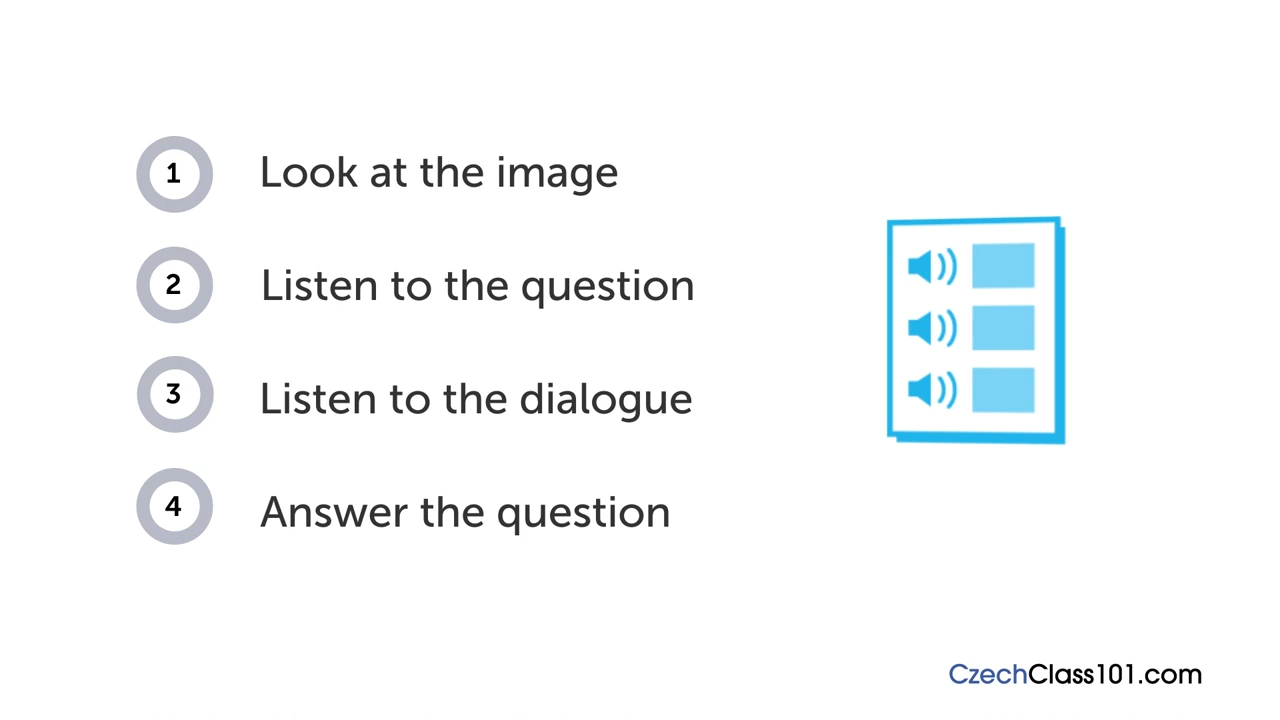 1 Look at the image
2 Listen to the question
3 Listen to the dialogue
4 Answer the question
CzechClass101.com